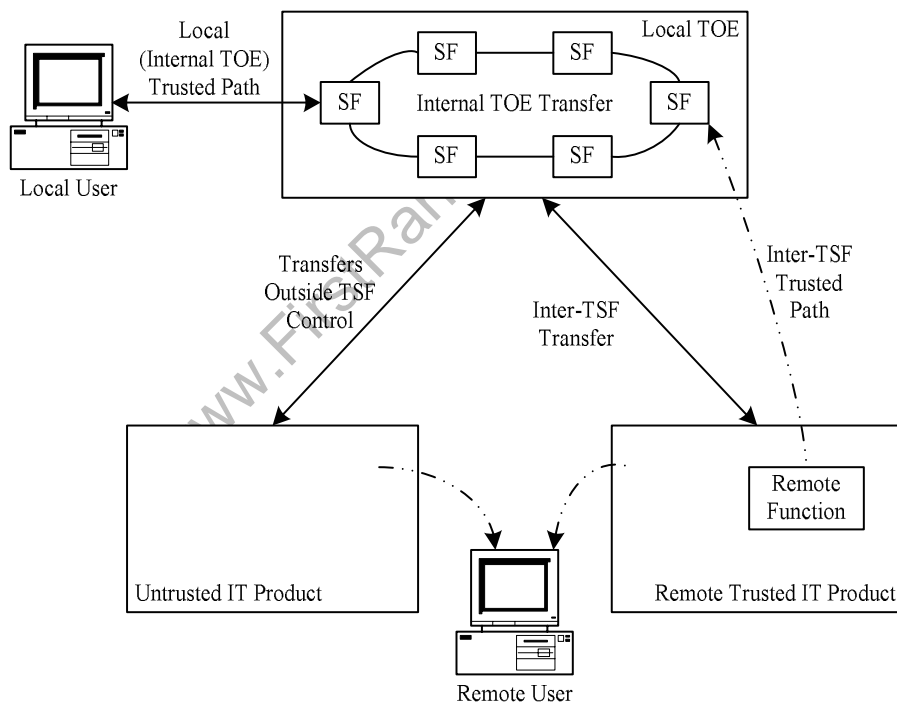 Local TOE
Local
(Internal TOE)
Trusted Path
SF
SF
SF
Internal TOE Transfer
SF
SF
SF
Local User
Transfers
Outside TSF
Control
Inter-TSF
Transfer
Inter-TSF
Trusted
Path
Remote
Function
Untrusted IT Product
Remote Trusted IT Product
Remote User